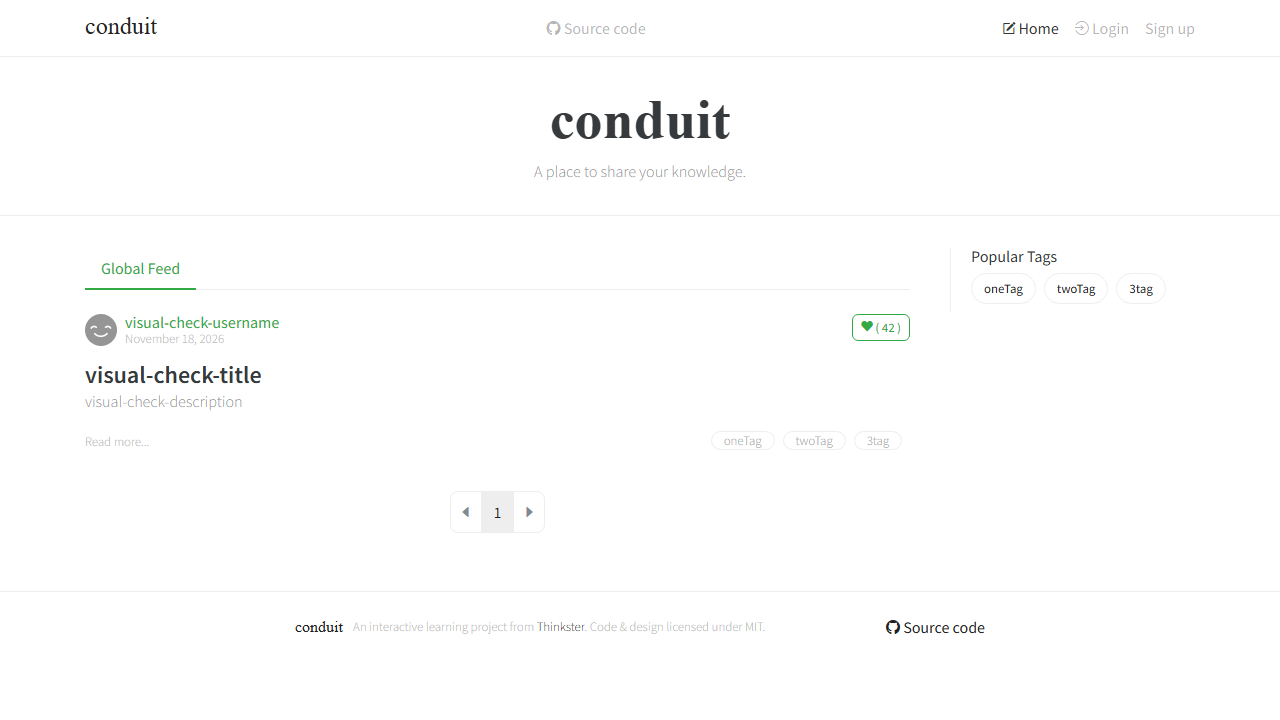 conduit
Source code
Home
Login
Sign up
conduit
A place to share your knowledge.
Global Feed
visual-check-username
November 18, 2026
( 42 )
visual-check-title
visual-check-description
Read more...
oneTag
twoTag
3tag
1
Popular Tags
oneTag
twoTag
3tag
conduit
An interactive learning project from Thinkster. Code & design licensed under MIT.
Source code